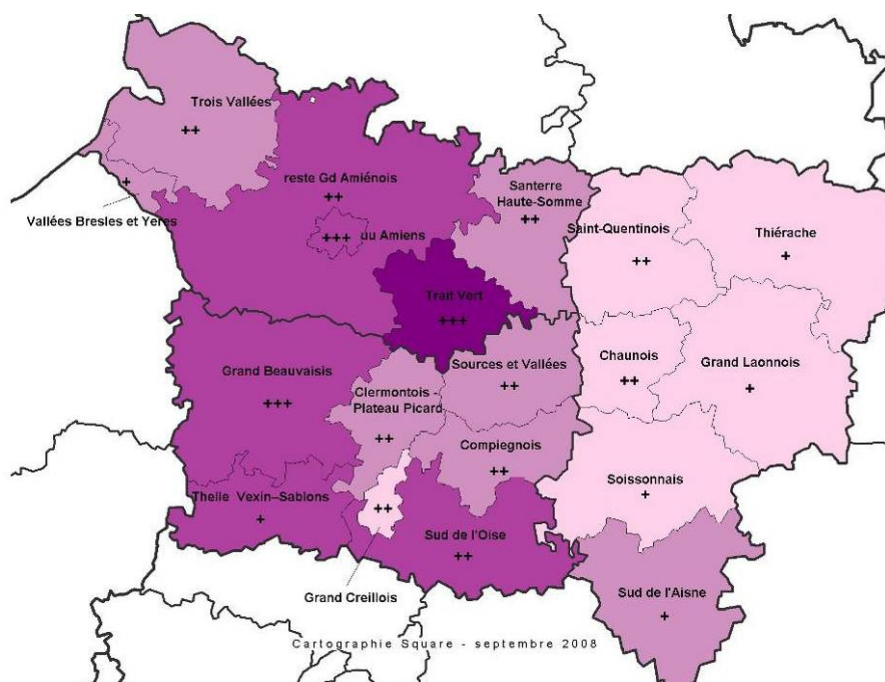 Trois Vallées
++
reste Gd Amiénois
++
+
Vallées Bresles et Yeres
+++
uu Amiens
Santerre
Haute-Somme
++
Saint-Quentinois
++
Thiérache
+
Trait Vert
+++
Grand Beauvaisis
+++
Clermontois -
Plateau Picard
++
Sources et Vallées
++
Chaunois
++
Grand Laonnois
+
Compiegnois
++
Soissonnais
+
Thelle Vexin–Sablons
+
++
Grand Creillois
Sud de l'Oise
++
Sud de l'Aisne
+
Cartographie Square - septembre 2008